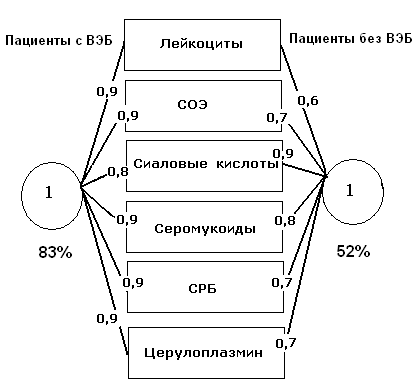 Пациенты с ВЭБ
Лейкоциты
Пациенты без ВЭБ
0,9
0,6
СОЭ
0,9
0,7
Сиаловые кислоты
0,8
0,9
1
1
Серомукоиды
0,9
0,8
83%
52%
СРБ
0,9
0,7
0,9
0,7
Церулоплазмин